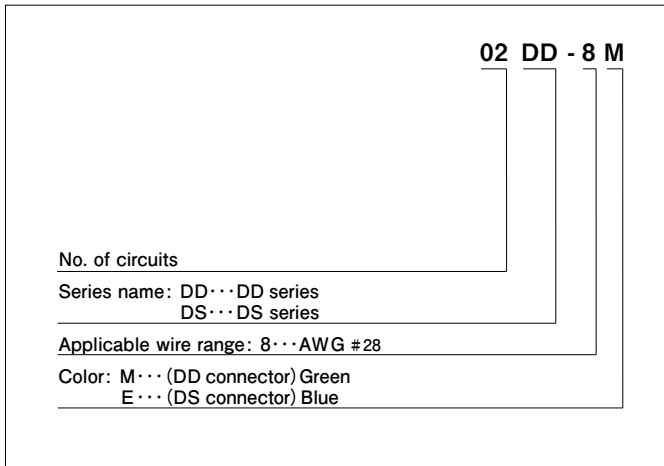 02 DD - 8 M
No. of circuits
Series name: DD･･･DD series
DS･･･DS series
Applicable wire range: 8･･･AWG #28
Color: M･･･(DD connector) Green
E･･･(DS connector) Blue